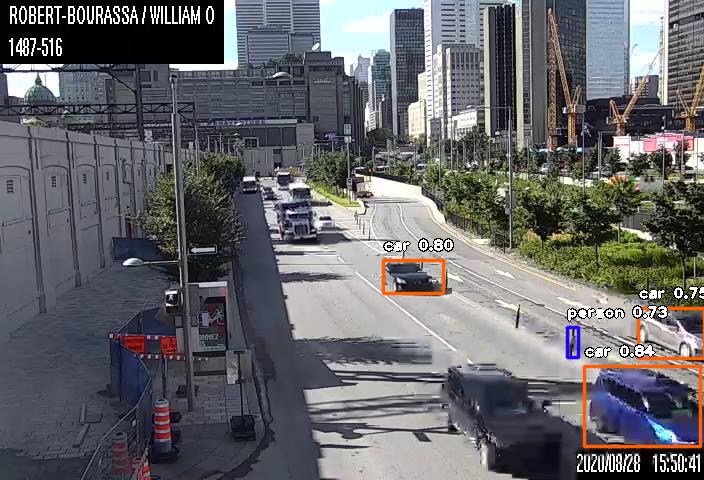 ROBERT-BOURASSA / WILLIAM O
1487-516
car 0.80
car 0.75
person 0.73
car 0.84
2020/08/28 15:50:41